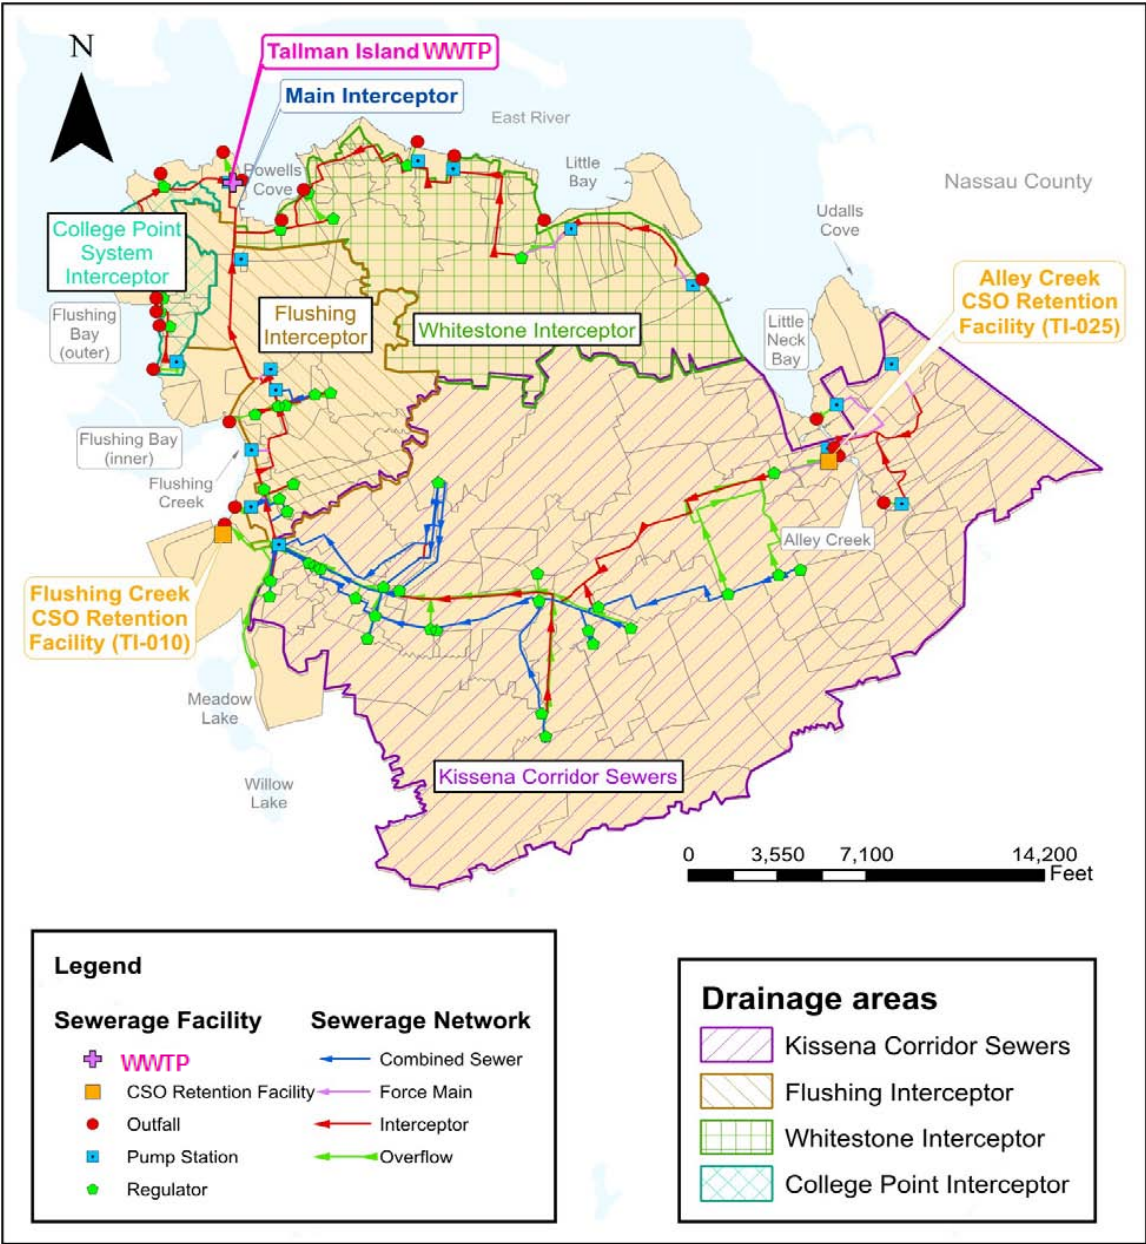 N
Tallman Island WWTP
Main Interceptor
East River
Powells
Cove
Little
Bay
Nassau County
Udalls
Cove
College Point
System
Interceptor
Alley Creek
CSO Retention
Facility (TI-025)
Flushing
Bay
(outer)
Flushing
Interceptor
Whitestone Interceptor
Little
Neck
Bay
Flushing Bay
(inner)
Flushing
Creek
Alley Creek
Flushing Creek
CSO Retention
Facility (TI-010)
Meadow
Lake
Willow
Lake
Kissena Corridor Sewers
0 3,550 7,100 14,200
Feet
Legend
Sewerage Facility
WWTP
CSO Retention Facility
Outfall
Pump Station
Regulator
Sewerage Network
Combined Sewer
Force Main
Interceptor
Overflow
Drainage areas
Kissena Corridor Sewers
Flushing Interceptor
Whitestone Interceptor
College Point Interceptor